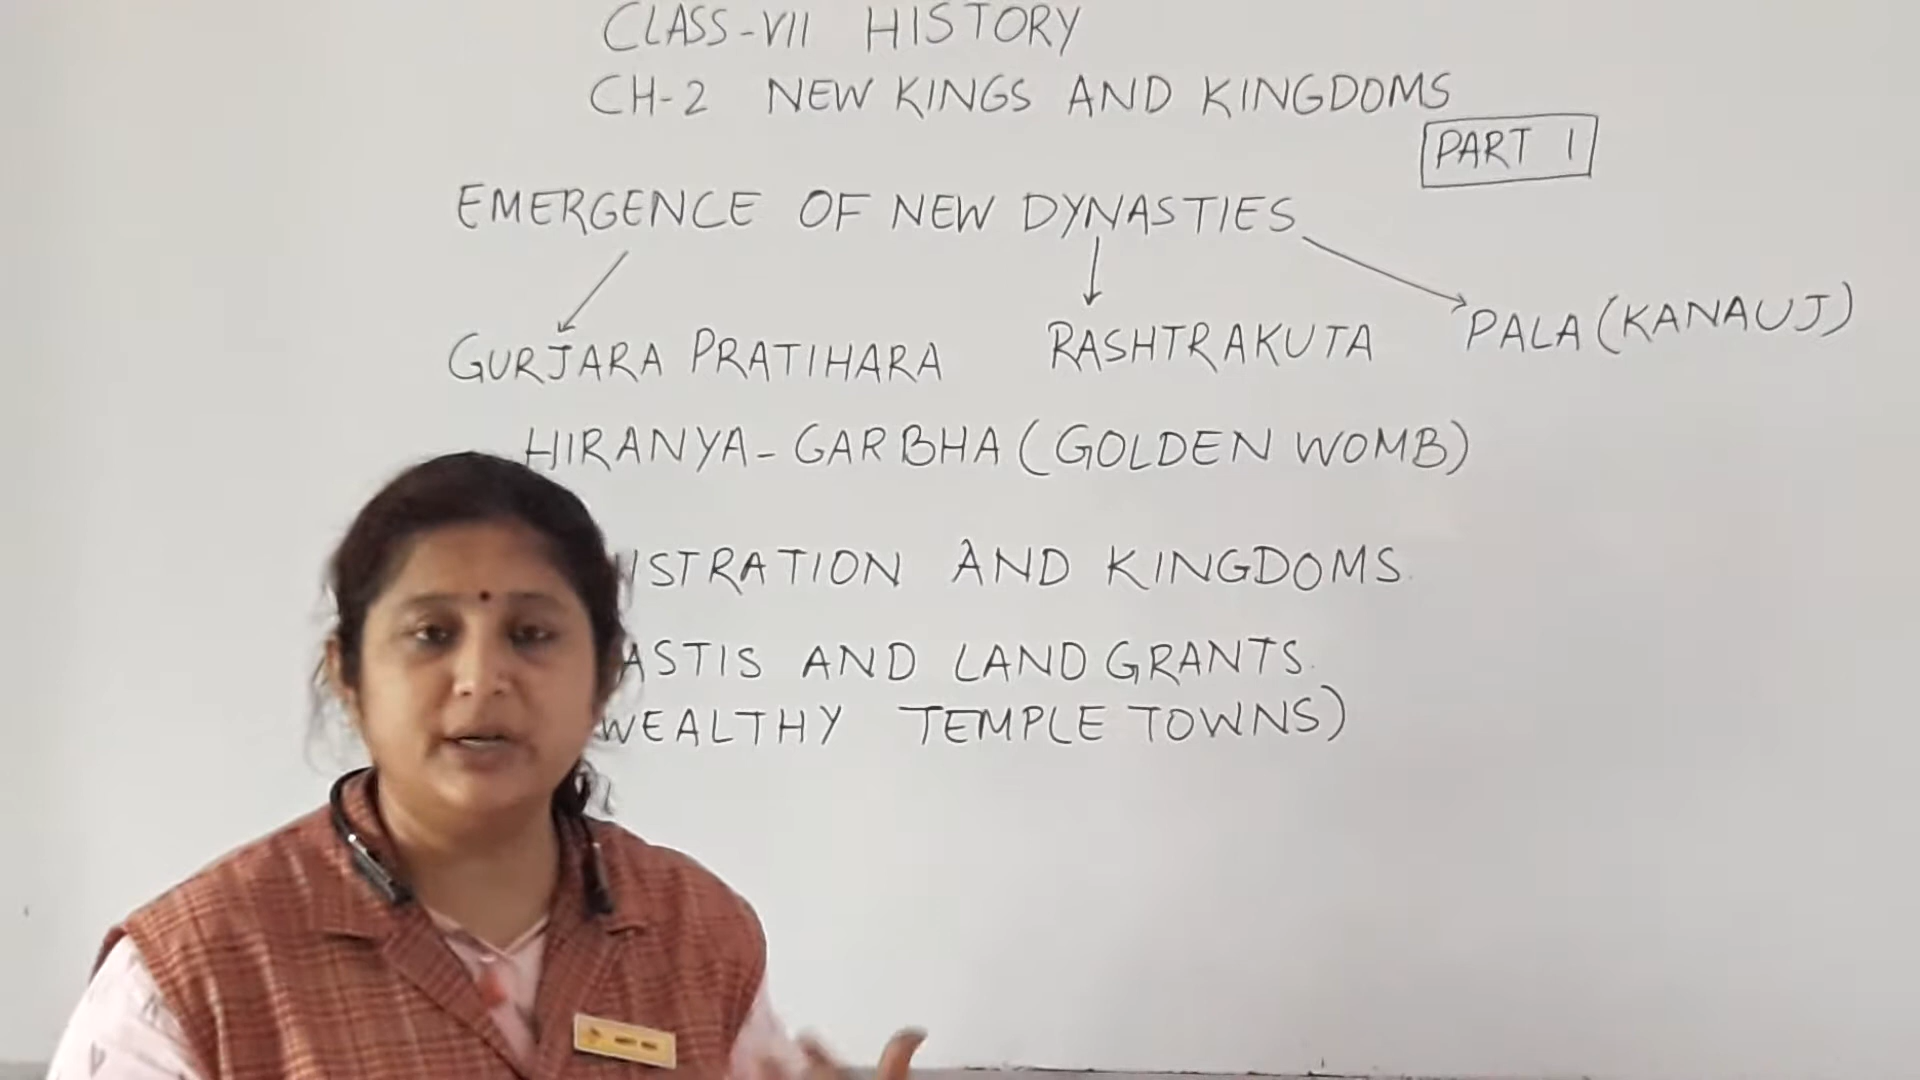 CLASS-VII HISTORY
CH-2 NEW KINGS AND KINGDOMS
PART 1
EMERGENCE OF NEW DYNASTIES
GURJARA PRATIHARA RASHTRAKUTA PALA (KANAUJ)
HIRANYA-GARBHA (GOLDEN WOMB)
ISTRATION AND KINGDOMS
ASTIS AND LAND GRANTS.
WEALTHY TEMPLE TOWNS)